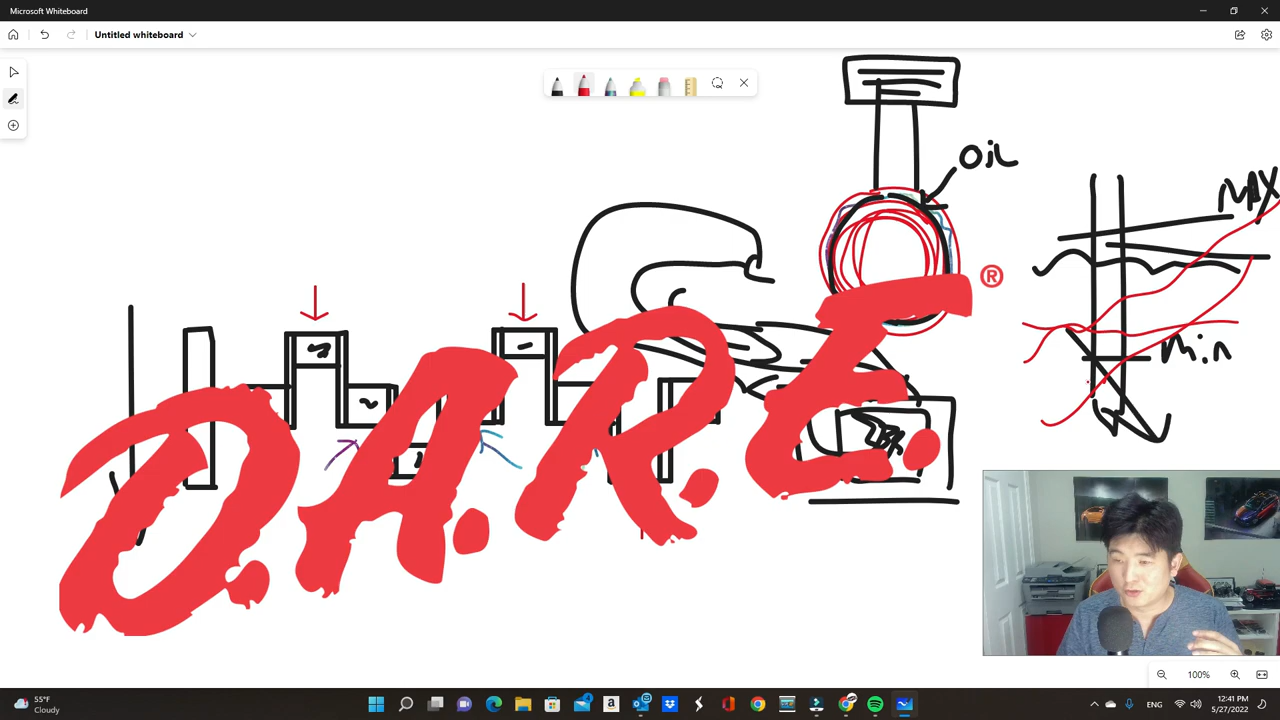 Microsoft Whiteboard
Untitled whiteboard
OIL
MAX
®
min
D.A.R.E.
100%
55°F
Cloudy
ENG
12:41 PM
5/27/2022